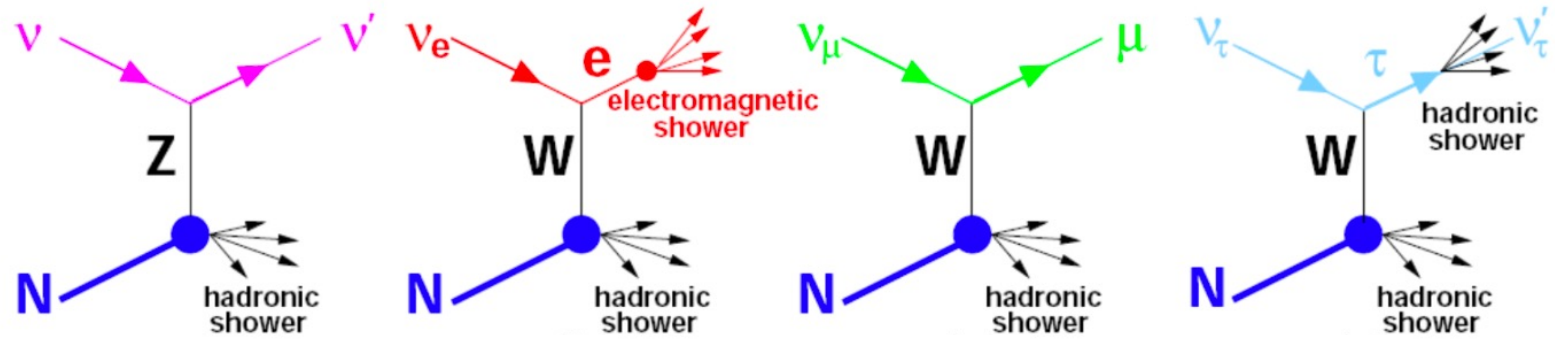 ν
ν′
Z
N
hadronic
shower
νe
e
electromagnetic
shower
W
N
hadronic
shower
νμ
μ
W
N
hadronic
shower
ντ
τ
ν′τ
hadronic
shower
W
N
hadronic
shower